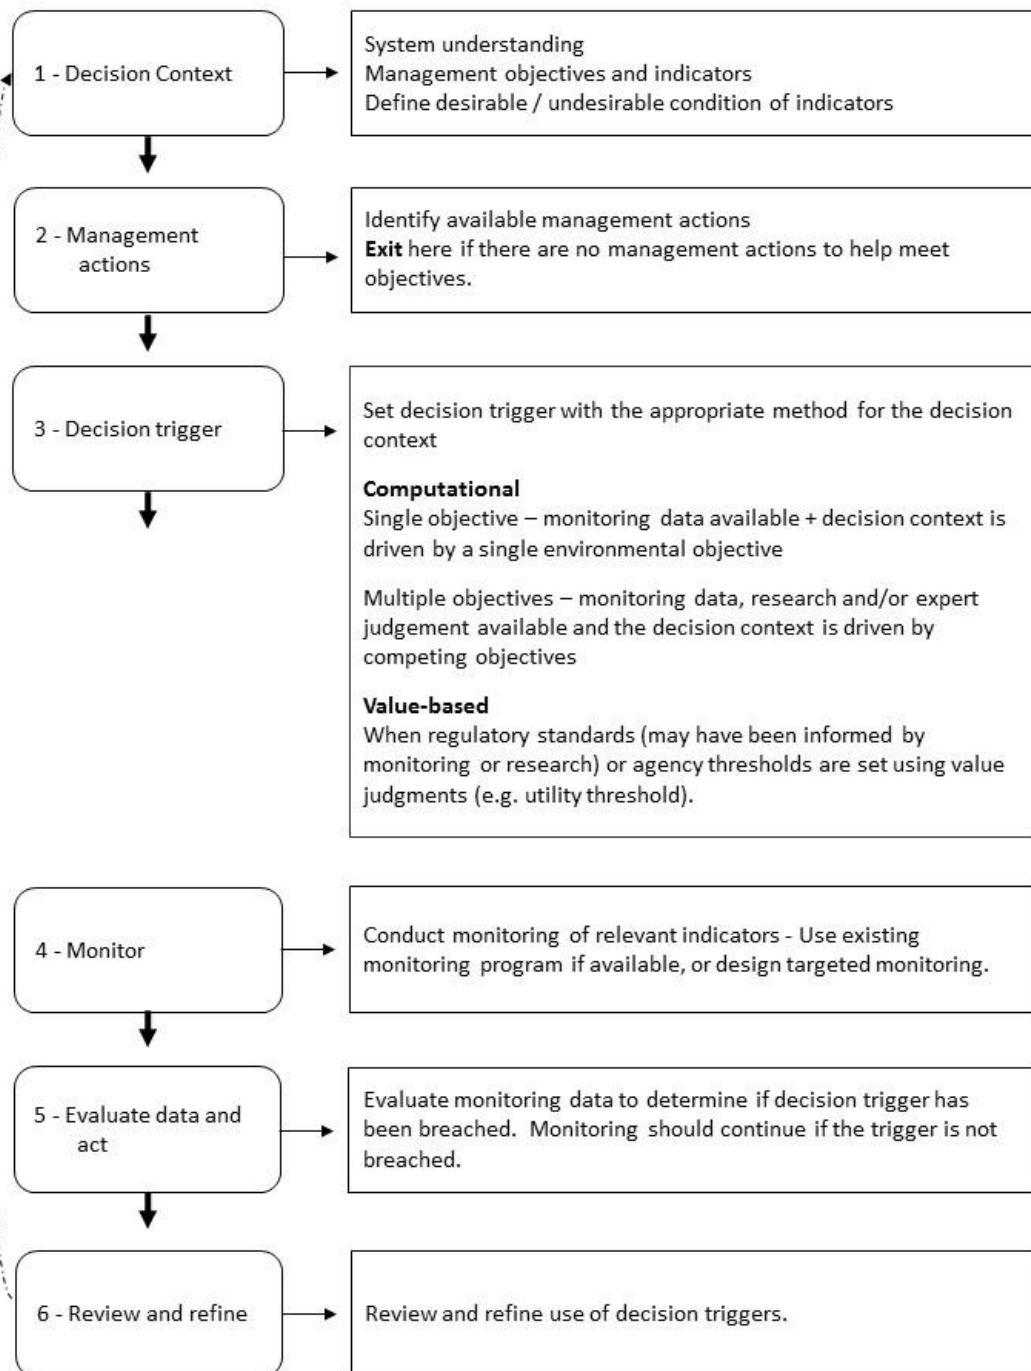 1 - Decision Context
System understanding
Management objectives and indicators
Define desirable / undesirable condition of indicators
2 - Management
actions
Identify available management actions
Exit here if there are no management actions to help meet
objectives.
3 - Decision trigger
Set decision trigger with the appropriate method for the decision
context
Computational
Single objective – monitoring data available + decision context is
driven by a single environmental objective
Multiple objectives – monitoring data, research and/or expert
judgement available and the decision context is driven by
competing objectives
Value-based
When regulatory standards (may have been informed by
monitoring or research) or agency thresholds are set using value
judgments (e.g. utility threshold).
4 - Monitor
Conduct monitoring of relevant indicators - Use existing
monitoring program if available, or design targeted monitoring.
5 - Evaluate data and
act
Evaluate monitoring data to determine if decision trigger has
been breached. Monitoring should continue if the trigger is not
breached.
6 - Review and refine
Review and refine use of decision triggers.